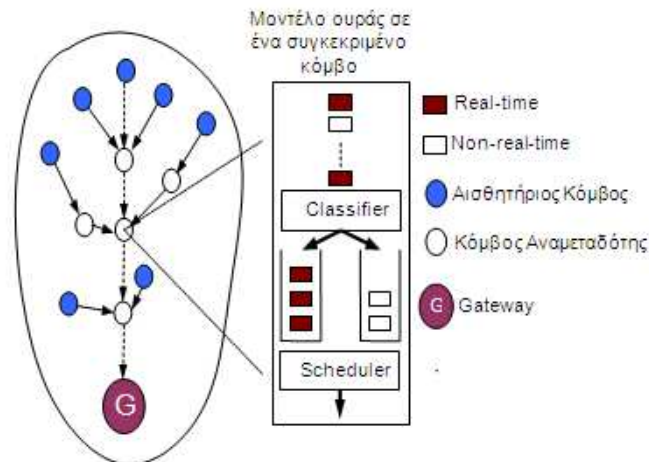 Μοντέλο ουράς σε
ένα συγκεκριμένο
κόμβο
Real-time
Non-real-time
Classifier
Αισθητήριος Κόμβος
Κόμβος Αναμεταδότης
G Gateway
Scheduler
G